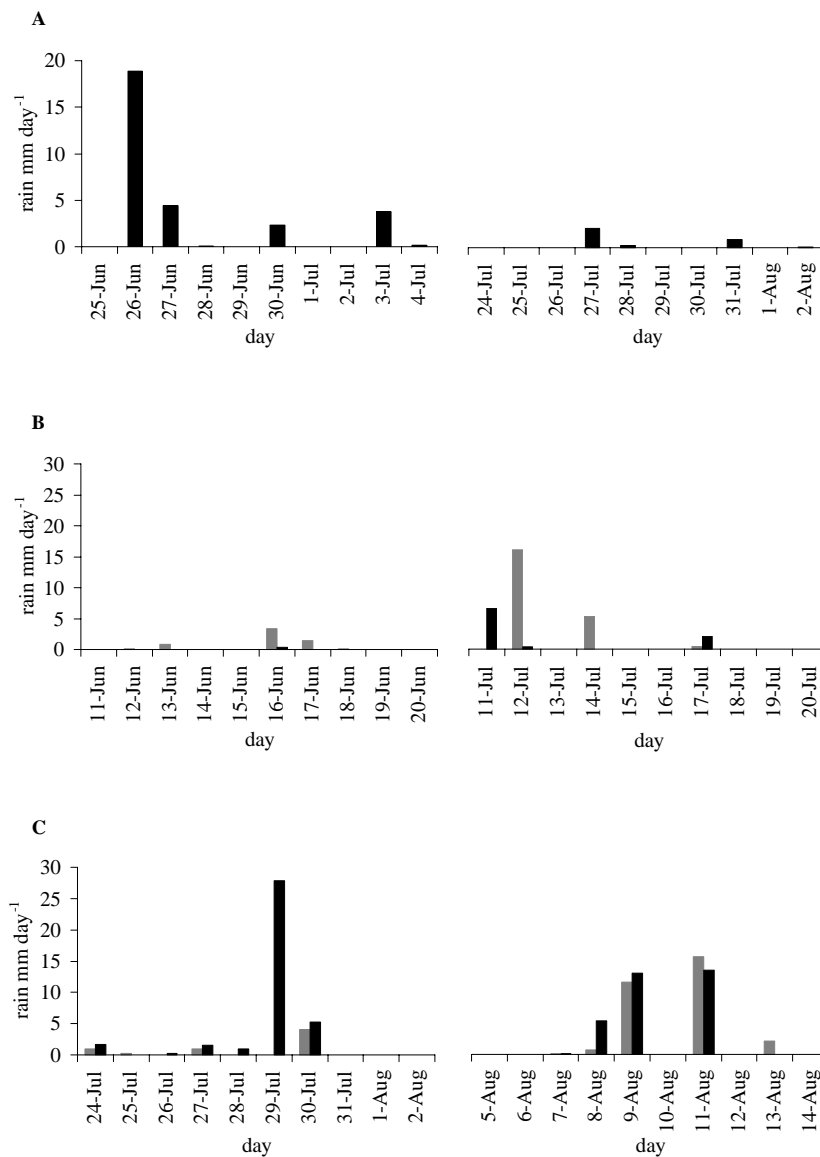 A
rain mm day-1
20
15
10
5
0
25-Jun
26-Jun
27-Jun
28-Jun
29-Jun
30-Jun
1-Jul
2-Jul
3-Jul
4-Jul
day
24-Jul
25-Jul
26-Jul
27-Jul
28-Jul
29-Jul
30-Jul
31-Jul
1-Aug
2-Aug
day
B
rain mm day-1
30
25
20
15
10
5
0
11-Jun
12-Jun
13-Jun
14-Jun
15-Jun
16-Jun
17-Jun
18-Jun
19-Jun
20-Jun
day
11-Jul
12-Jul
13-Jul
14-Jul
15-Jul
16-Jul
17-Jul
18-Jul
19-Jul
20-Jul
day
C
rain mm day-1
30
25
20
15
10
5
0
24-Jul
25-Jul
26-Jul
27-Jul
28-Jul
29-Jul
30-Jul
31-Jul
1-Aug
2-Aug
day
5-Aug
6-Aug
7-Aug
8-Aug
9-Aug
10-Aug
11-Aug
12-Aug
13-Aug
14-Aug
day